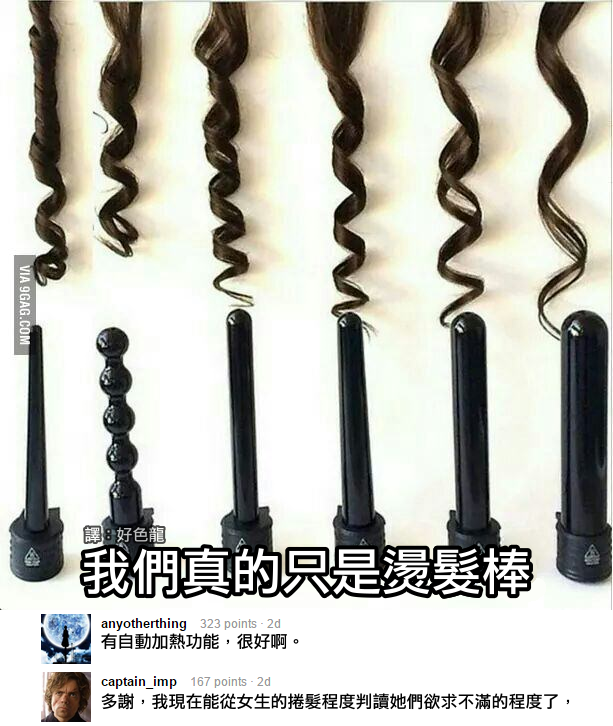 VIA 9GAG.COM
譯:好色龍
我們真的只是燙髮棒
anyotherthing 323 points · 2d
有自動加熱功能,很好啊。
captain_imp 167 points · 2d
多謝,我現在能從女生的捲髮程度判讀她們欲求不滿的程度了,